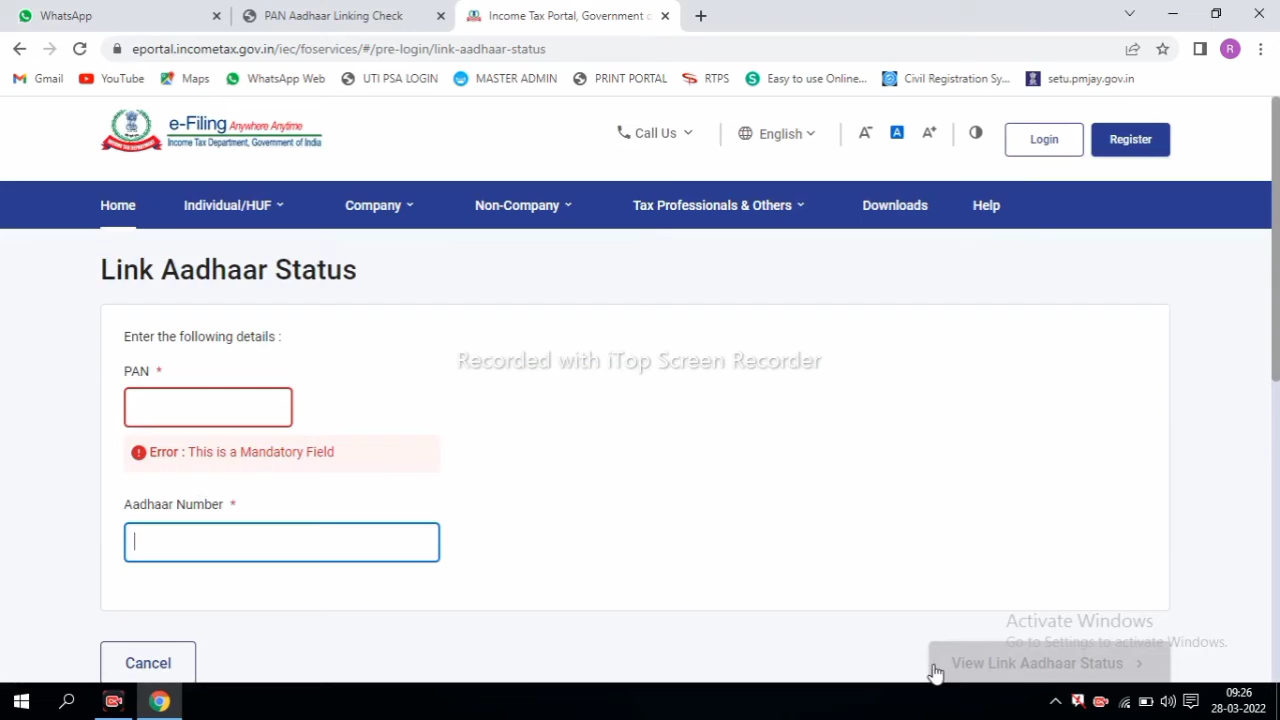 WhatsApp
PAN Aadhaar Linking Check
Income Tax Portal, Government o
eportal.incometax.gov.in/iec/foservices/#/pre-login/link-aadhaar-status
R
Gmail
YouTube
Maps
WhatsApp Web
UTI PSA LOGIN
MASTER ADMIN
PRINT PORTAL
RTPS
Easy to use Online...
Civil Registration Sy...
setu.pmjay.gov.in
e-Filing Anywhere Anytime
Income Tax Department, Government of India
Call Us
English
A
A
A+
Login
Register
Home
Individual/HUF
Company
Non-Company
Tax Professionals & Others
Downloads
Help
Link Aadhaar Status
Enter the following details :
Recorded with iTop Screen Recorder
PAN *
Error : This is a Mandatory Field
Aadhaar Number *
Activate Windows
Go to Settings to activate Windows.
Cancel
View Link Aadhaar Status
09:26
28-03-2022